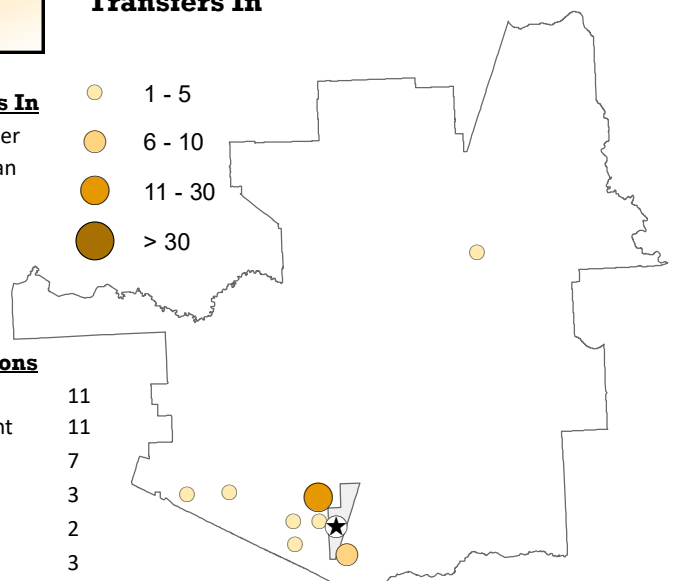 Transfers In
s In
er
an
1 - 5
6 - 10
11 - 30
> 30
ons
11
nt 11
7
3
2
3